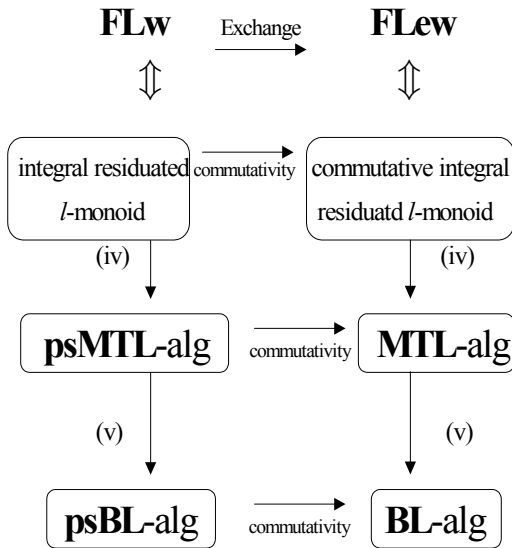 FLw
Exchange
FLew
integral residuated
l-monoid
commutativity
commutative integral
residuatd l-monoid
(iv)
(iv)
psMTL-alg
commutativity
MTL-alg
(v)
(v)
psBL-alg
commutativity
BL-alg